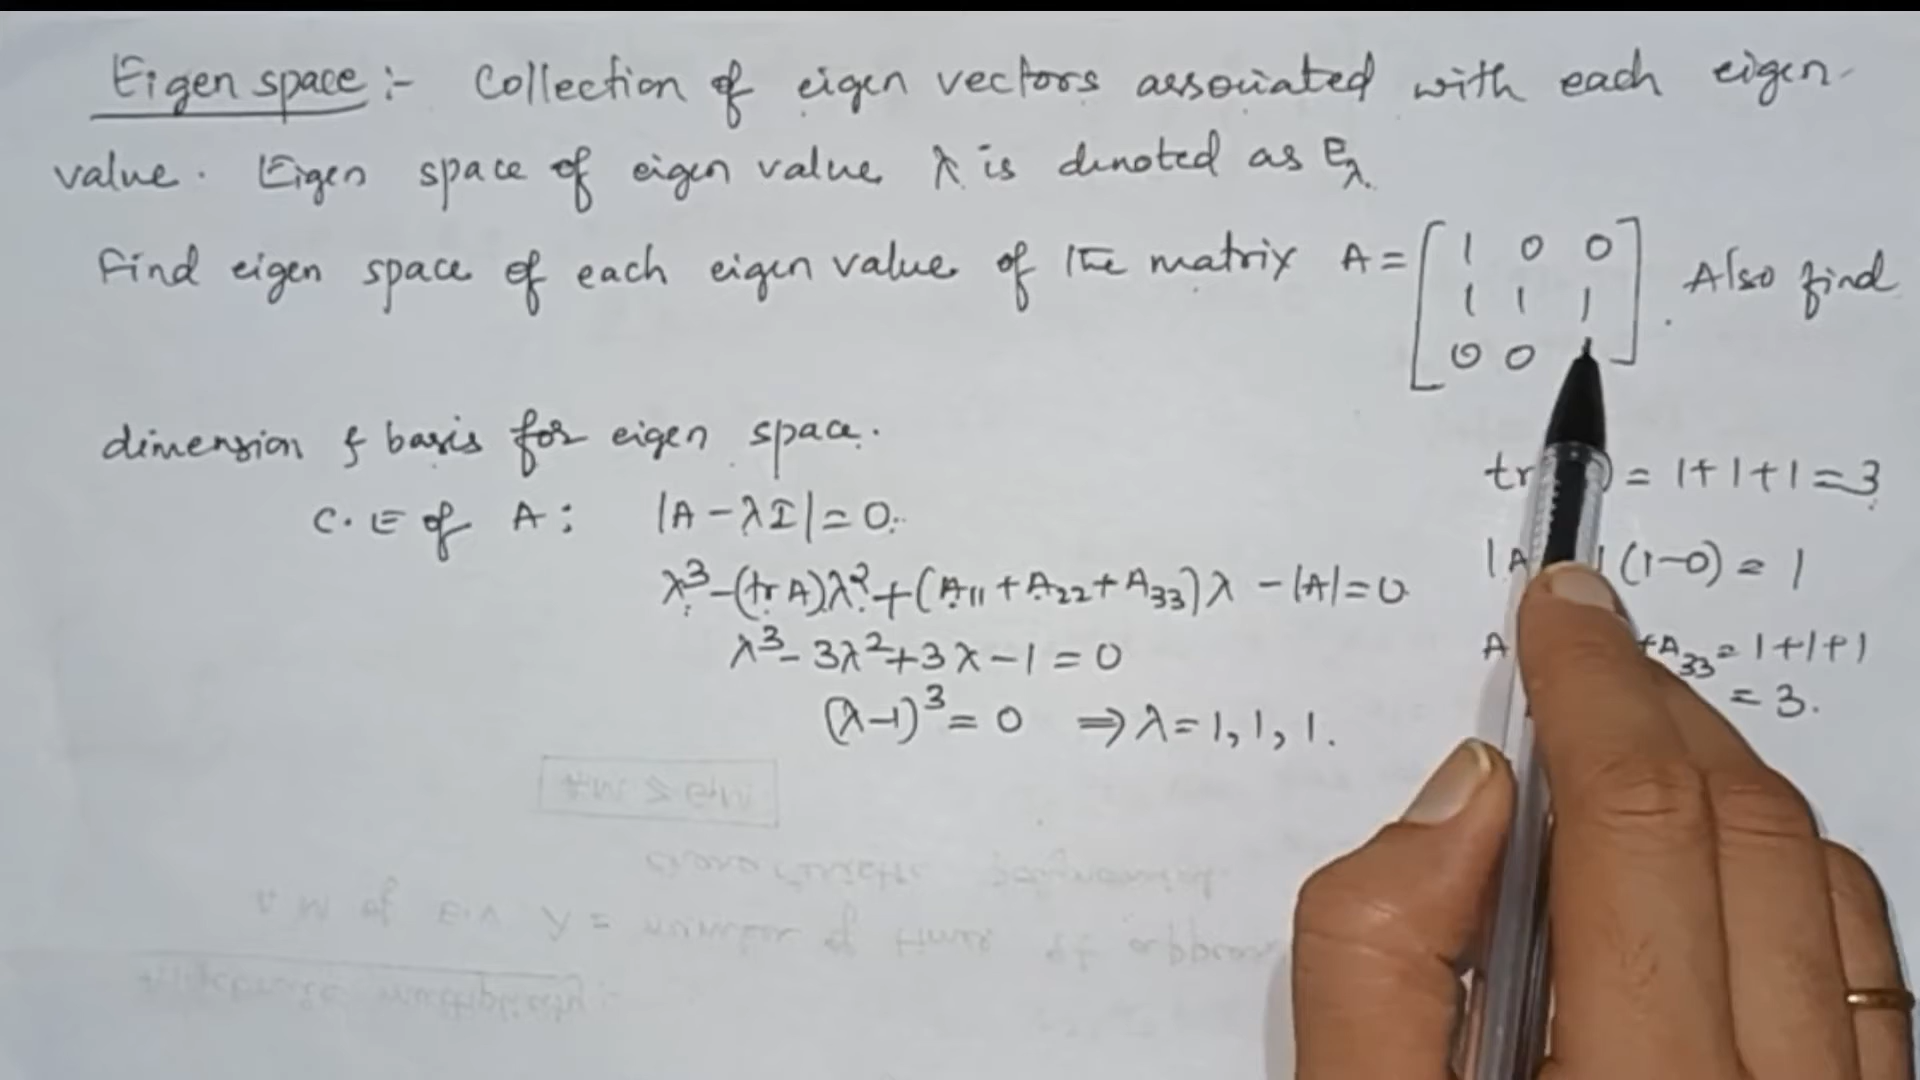 Eigen space :- Collection of eigen vectors associated with each eigen
value. Eigen space of eigen value λ is denoted as E_λ.
Find eigen space of each eigen value of the matrix A = [1 0 0
1 1 1
0 0 1]. Also find
dimension & basis for eigen space.
C.E of A : |A - λI| = 0.
λ³ - (tr A)λ² + (A₁₁ + A₂₂ + A₃₃)λ - |A| = 0
λ³ - 3λ² + 3λ - 1 = 0
(λ-1)³ = 0 ⇒ λ = 1, 1, 1.
= 1+1+1 = 3
(1-0) = 1
+A₃₃ = 1+1+1
= 3.